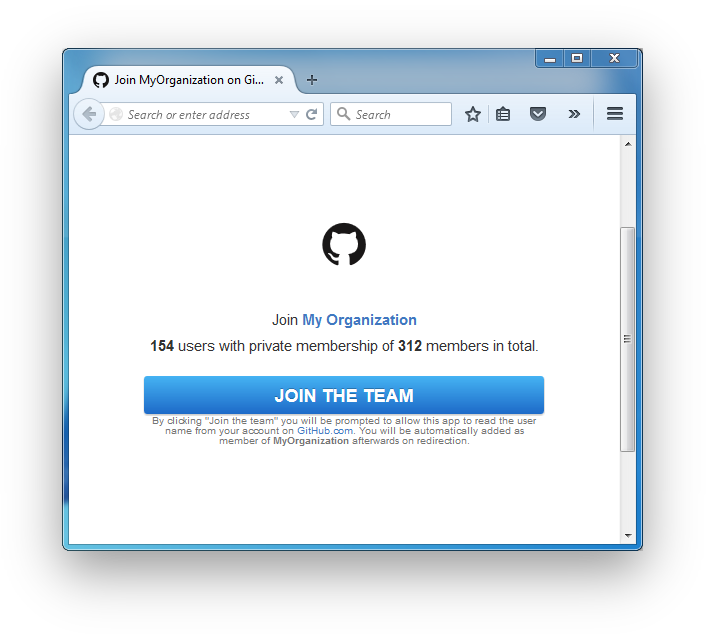 Join MyOrganization on Gi...
Search or enter address
Search
Join My Organization
154 users with private membership of 312 members in total.
JOIN THE TEAM
By clicking "Join the team" you will be prompted to allow this app to read the user
name from your account on GitHub.com. You will be automatically added as
member of MyOrganization afterwards on redirection.